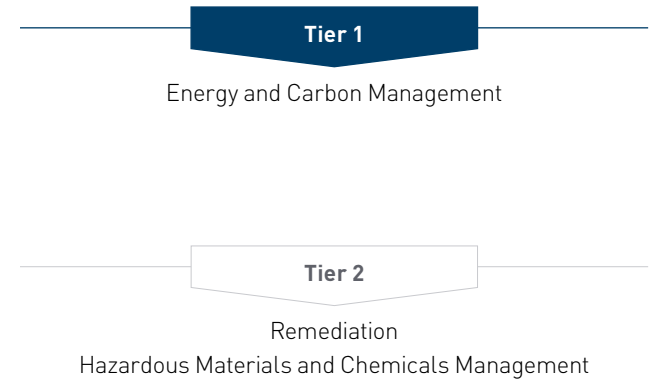 Tier 1
Energy and Carbon Management
Tier 2
Remediation
Hazardous Materials and Chemicals Management